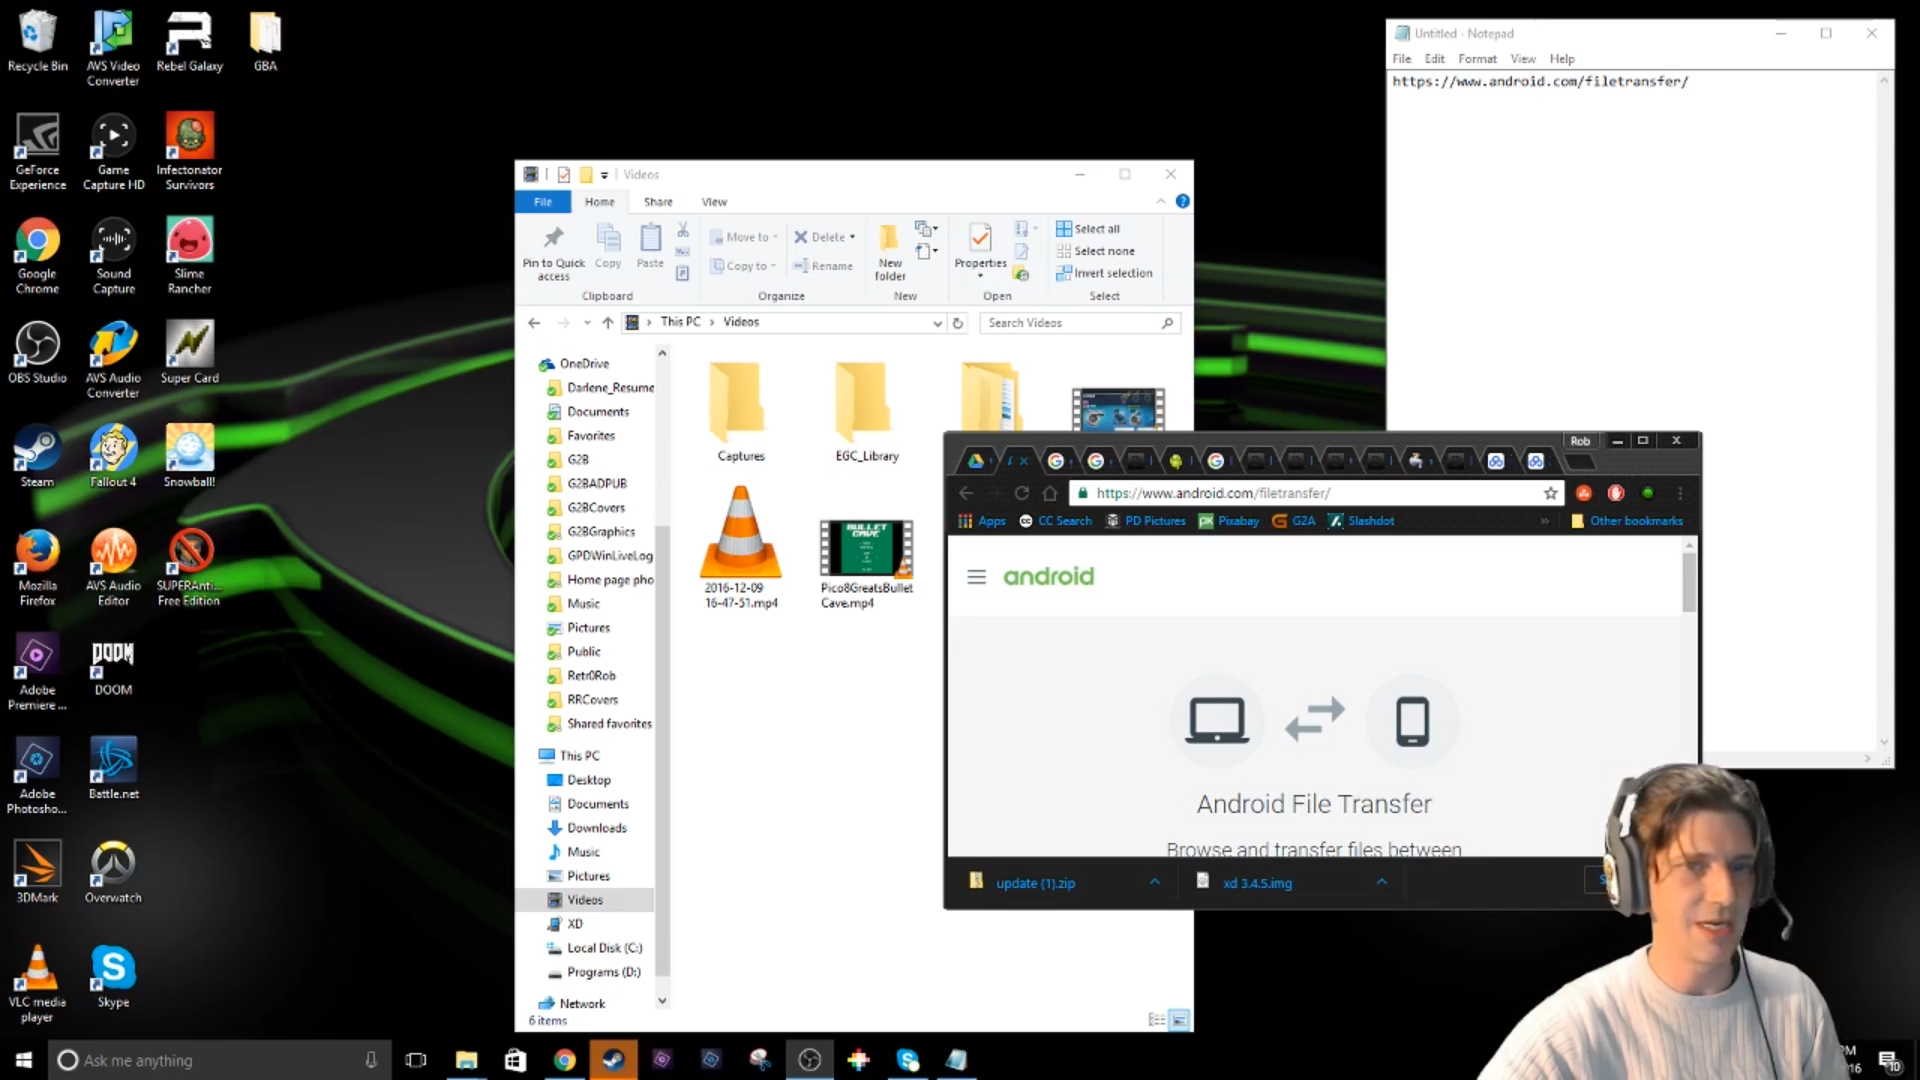 Recycle Bin
AVS Video
Converter
Rebel Galaxy
GBA
GeForce
Experience
Game
Capture HD
Infectonator
Survivors
Google
Chrome
Sound
Capture
Slime
Rancher
OBS Studio
AVS Audio
Converter
Super Card
Steam
Fallout 4
Snowball!
Mozilla
Firefox
AVS Audio
Editor
SUPERAnti...
Free Edition
Adobe
Premiere ...
DOOM
DOOM
Adobe
Photosho...
Battle.net
3DMark
Overwatch
VLC media
player
Skype
Videos
File Home Share View
Pin to Quick
access
Copy
Paste
Move to
Copy to
Delete
Rename
New
folder
Properties
Select all
Select none
Invert selection
Clipboard
Organize
New
Open
Select
This PC > Videos
Search Videos
OneDrive
Darlene_Resume
Documents
Favorites
G2B
G2BADPUB
G2BCovers
G2BGraphics
GPDWinLiveLog
Home page pho
Music
Pictures
Public
Retr0Rob
RRCovers
Shared favorites
This PC
Desktop
Documents
Downloads
Music
Pictures
Videos
XD
Local Disk (C:)
Programs (D:)
Network
6 items
Captures
EGC_Library
2016-12-09
16-47-51.mp4
BULLET
CAVE
Pico8GreatsBullet
Cave.mp4
Untitled - Notepad
File Edit Format View Help
https://www.android.com/filetransfer/
Rob
https://www.android.com/filetransfer/
Apps CC Search PD Pictures Pixabay G2A Slashdot » Other bookmarks
android
Android File Transfer
Browse and transfer files between
update (1).zip
xd 3.4.5.img
Ask me anything
PM
16
10